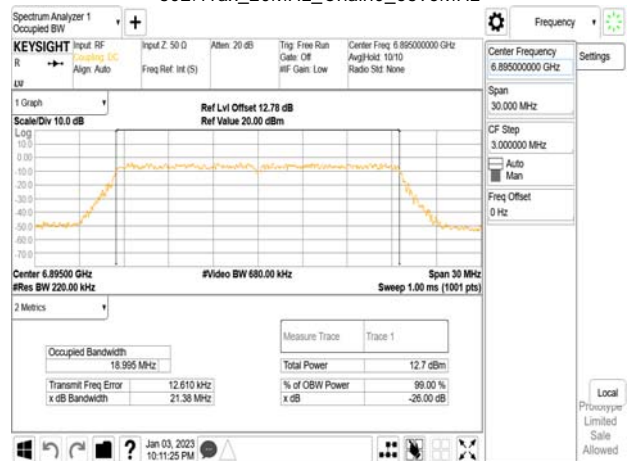 Spectrum Analyzer 1
Occupied BW
Frequency
KEYSIGHT
R
Input: RF
Coupling: EC
Align: Auto
Input Z: 50 Ω
Freq Ref: Int (S)
Atten: 20 dB
Trig: Free Run
Gate: Off
#IF Gain: Low
Center Freq: 6.895000000 GHz
Avg|Hold: 10/10
Radio Std: None
LW
1 Graph
Scale/Div 10.0 dB
Ref Lvl Offset 12.78 dB
Ref Value 20.00 dBm
Log
10.0
0.00
-10.0
-20.0
-30.0
-40.0
-50.0
-60.0
-70.0
Center 6.89500 GHz
#Res BW 220.00 kHz
#Video BW 680.00 kHz
Span 30 MHz
Sweep 1.00 ms (1001 pts)
2 Metrics
Measure Trace Trace 1
Occupied Bandwidth
18.995 MHz
Total Power 12.7 dBm
Transmit Freq Error 12.610 kHz
% of OBW Power 99.00 %
x dB Bandwidth 21.38 MHz
x dB -26.00 dB
Center Frequency
6.895000000 GHz
Settings
Span
30.000 MHz
CF Step
3.000000 MHz
Auto
Man
Freq Offset
0 Hz
Local
Prototype
Limited
Sale
Allowed
Jan 03, 2023
10:11:25 PM